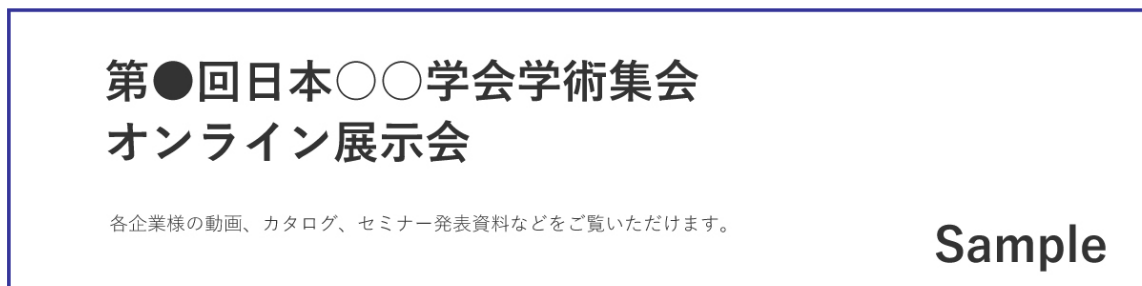 第●回日本○○学会学術集会
オンライン展示会
各企業様の動画、カタログ、セミナー発表資料などをご覧いただけます。
Sample